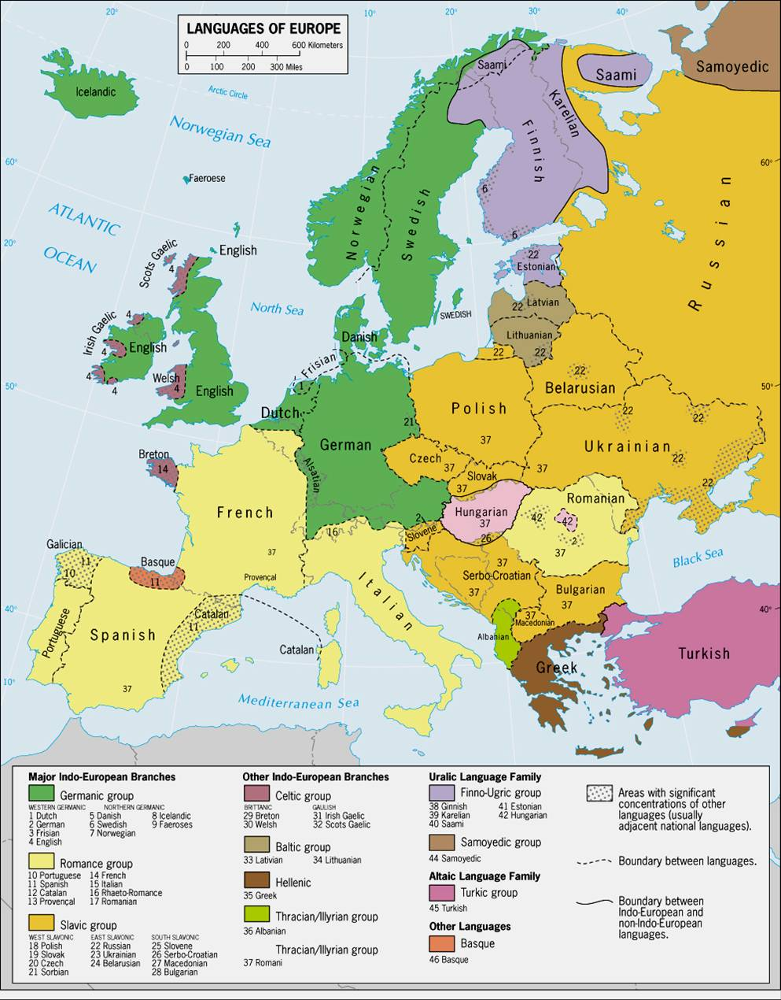 LANGUAGES OF EUROPE
0 200 400 600 Kilometers
0 100 200 300 Miles
20°
10°
0°
10°
20°
30°
40°
Icelandic
Arctic Circle
Norwegian Sea
Saami
Saami
Samoyedic
Karelian
Finnish
60°
60°
Faeroese
6
Norwegian
Swedish
Russian
ATLANTIC
OCEAN
20°
6
Scots Gaelic
4
English
22
Estonian
North Sea
SWEDISH
22
Latvian
Irish Gaelic
4
4
English
4
4
Danish
Lithuanian
22
22
Frisian
1
Welsh
4
English
22
Belarusian
50°
50°
Dutch
Polish
37
21
German
22
22
Ukrainian
22
22
Breton
14
Alsatian
Czech
37
Slovak
37
37
French
37
Hungarian
37
Romanian
42
42
2
37
2
16
Slovene
26
Galician
11
10
Basque
11
Provençal
Italian
37
Serbo-Croatian
37
Black Sea
Bulgarian
37
40°
40°
Catalan
11
Portuguese
Spanish
37
Catalan
37
Macedonian
Albanian
Greek
Turkish
10°
Mediterranean Sea
Major Indo-European Branches
Germanic group
WESTERN GERMANIC NORTHERN GERMANIC
1 Dutch 5 Danish 8 Icelandic
2 German 6 Swedish 9 Faeroses
3 Frisian 7 Norwegian
4 English
Romance group
10 Portuguese 14 French
11 Spanish 15 Italian
12 Catalan 16 Rhaeto-Romance
13 Provençal 17 Romanian
Slavic group
WEST SLAVONIC EAST SLAVONIC SOUTH SLAVONIC
18 Polish 22 Russian 25 Slovene
19 Slovak 23 Ukrainian 26 Serbo-Croatian
20 Czech 24 Belarusian 27 Macedonian
21 Sorbian 28 Bulgarian
Other Indo-European Branches
Celtic group
BRITTANIC GAULISH
29 Breton 31 Irish Gaelic
30 Welsh 32 Scots Gaelic
Baltic group
33 Latvian 34 Lithuanian
Hellenic
35 Greek
Thracian/Illyrian group
36 Albanian
Thracian/Illyrian group
37 Romani
Uralic Language Family
Finno-Ugric group
38 Ginnish 41 Estonian
39 Karelian 42 Hungarian
40 Saami
Samoyedic group
44 Samoyedic
Altaic Language Family
Turkic group
45 Turkish
Other Languages
Basque
46 Basque
Areas with significant
concentrations of other
languages (usually
adjacent national languages).
Boundary between languages.
Boundary between
Indo-European and
non-Indo-European
languages.